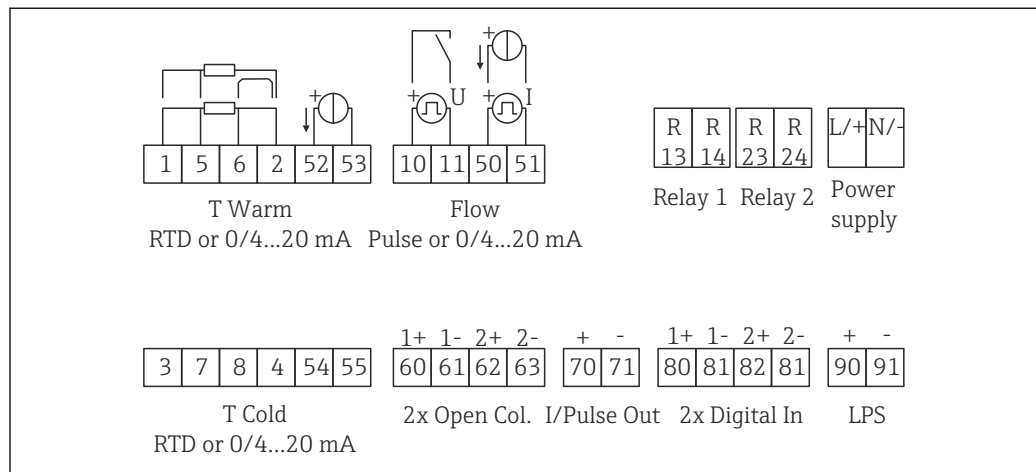 + U + I
+ + +
1 5 6 2 52 53
10 11 50 51
R 13 R 14 R 23 R 24
L/+ N/-
T Warm
RTD or 0/4...20 mA
Flow
Pulse or 0/4...20 mA
Relay 1 Relay 2
Power
supply
3 7 8 4 54 55
T Cold
RTD or 0/4...20 mA
1+ 1- 2+ 2-
60 61 62 63
2x Open Col.
+ -
70 71
I/Pulse Out
1+ 1- 2+ 2-
80 81 82 81
2x Digital In
+ -
90 91
LPS